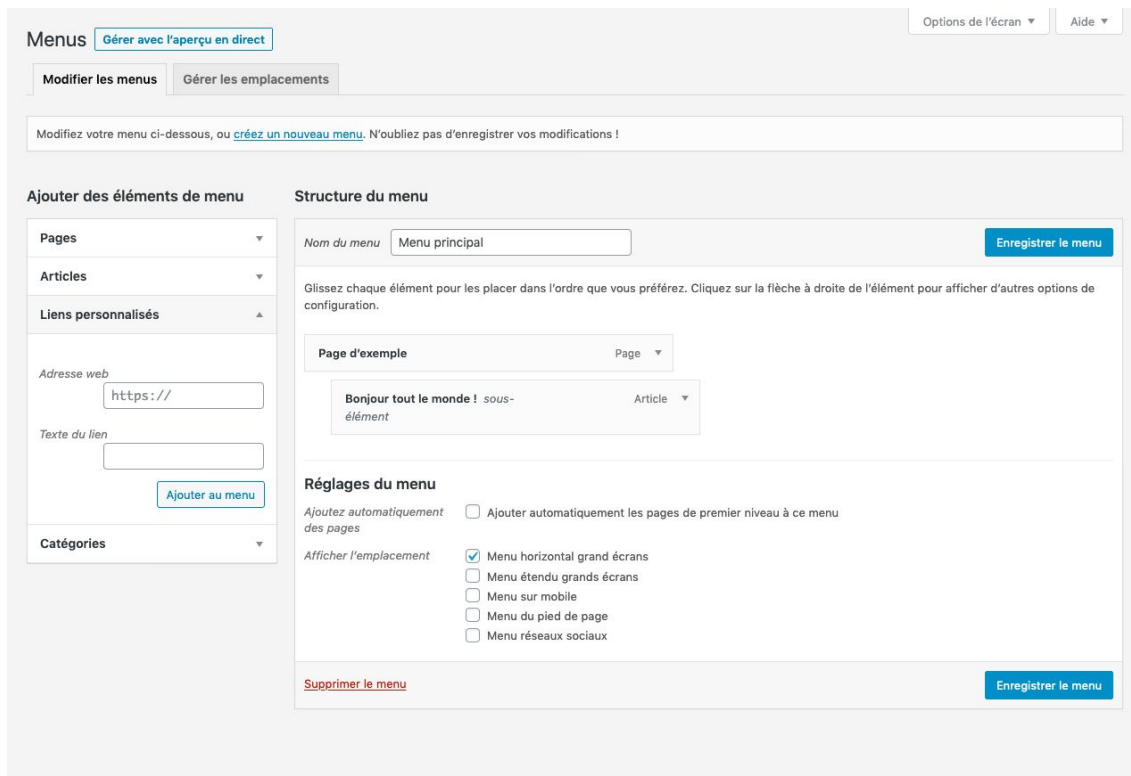 Options de l'écran ▼
Aide ▼
Menus
Gérer avec l'aperçu en direct
Modifier les menus
Gérer les emplacements
Modifiez votre menu ci-dessous, ou créez un nouveau menu. N'oubliez pas d'enregistrer vos modifications !
Ajouter des éléments de menu
Pages
Articles
Liens personnalisés
Adresse web
https://
Texte du lien
Ajouter au menu
Catégories
Structure du menu
Nom du menu
Menu principal
Enregistrer le menu
Glissez chaque élément pour les placer dans l'ordre que vous préférez. Cliquez sur la flèche à droite de l'élément pour afficher d'autres options de
configuration.
Page d'exemple
Page
Bonjour tout le monde ! sous-
élément
Article
Réglages du menu
Ajoutez automatiquement
des pages
Ajouter automatiquement les pages de premier niveau à ce menu
Afficher l'emplacement
Menu horizontal grand écrans
Menu étendu grands écrans
Menu sur mobile
Menu du pied de page
Menu réseaux sociaux
Supprimer le menu
Enregistrer le menu